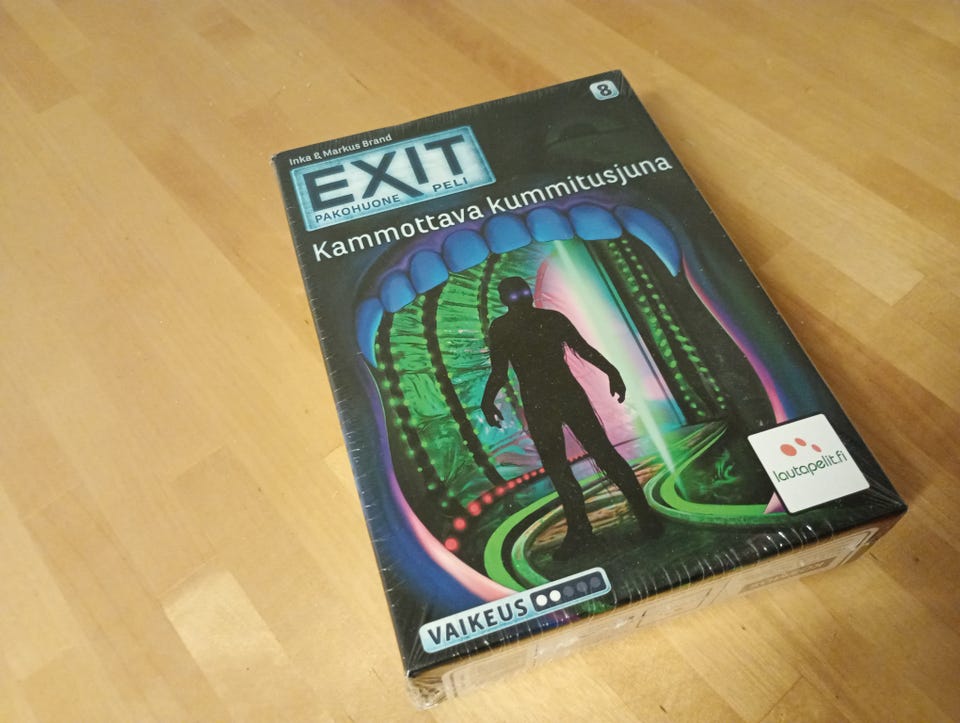 8
Inka & Markus Brand
EXIT
PAKOHUONE PELI
Kammottava kummitusjuna
lautapelit.fi
VAIKEUS